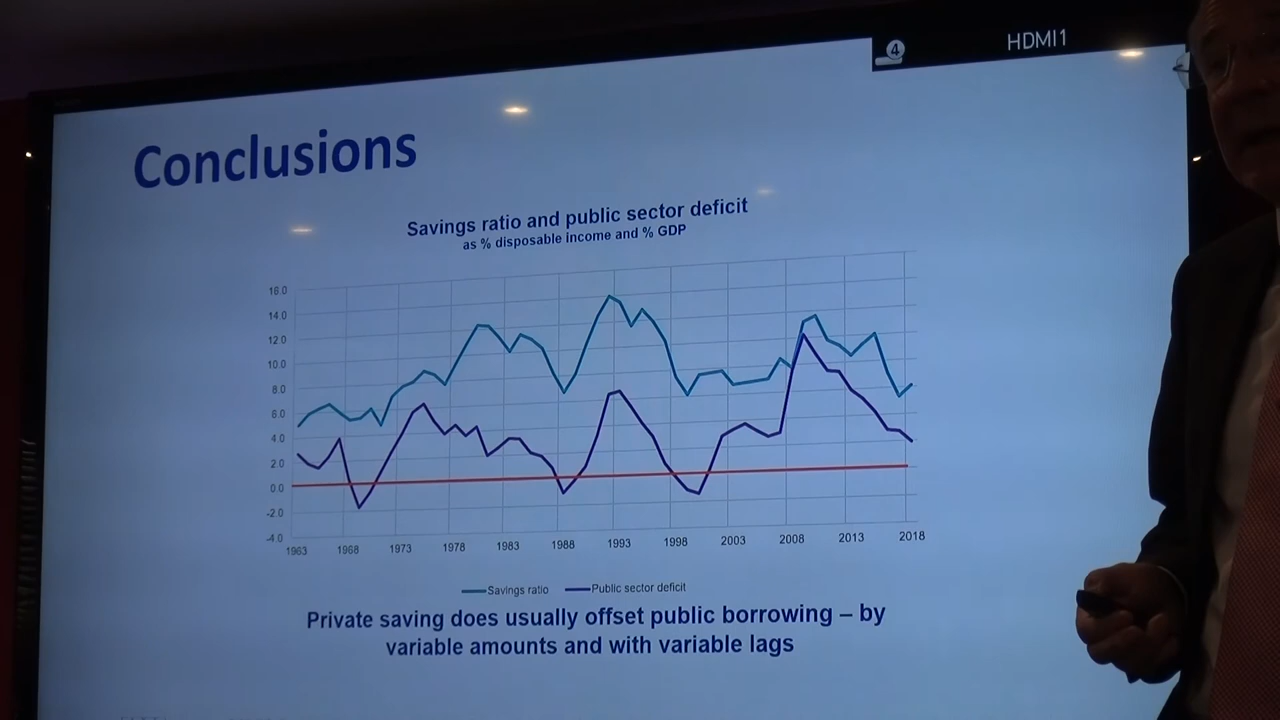 4
HDMI1
Conclusions
Savings ratio and public sector deficit
as % disposable income and % GDP
16.0
14.0
12.0
10.0
8.0
6.0
4.0
2.0
0.0
-2.0
-4.0
1963 1968 1973 1978 1983 1988 1993 1998 2003 2008 2013 2018
Savings ratio Public sector deficit
Private saving does usually offset public borrowing – by
variable amounts and with variable lags